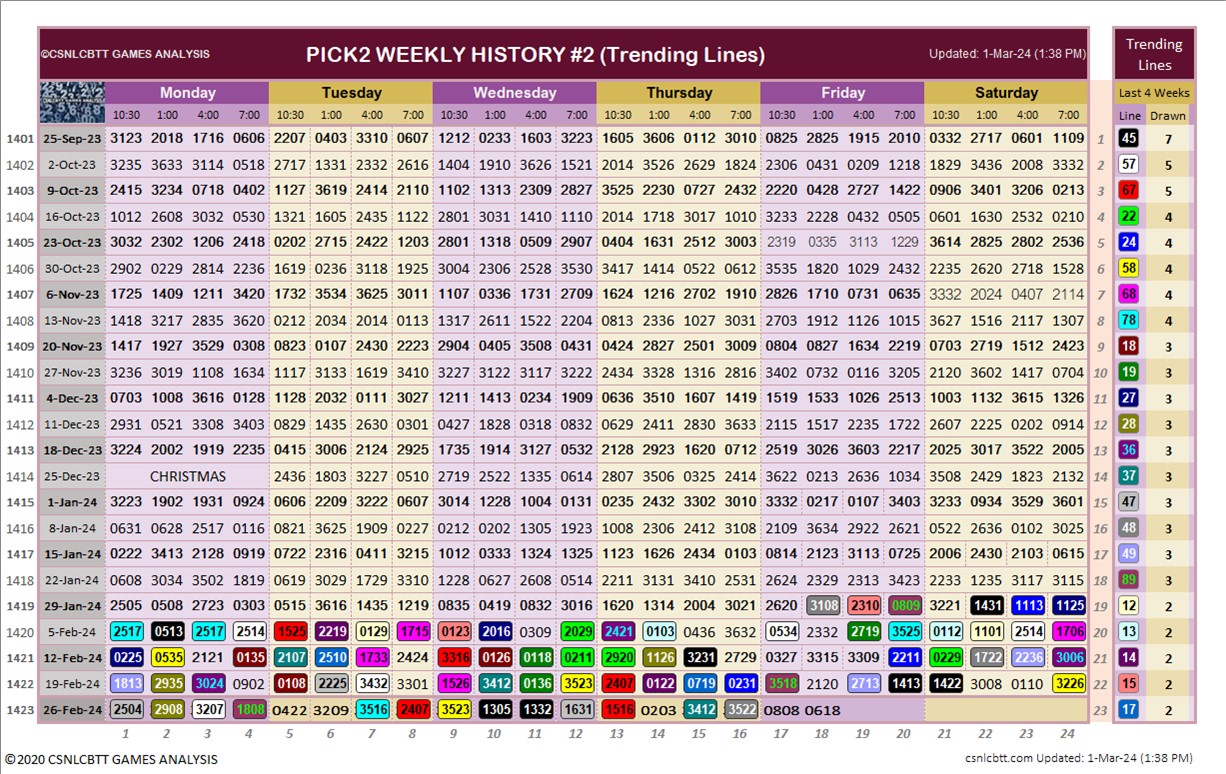 ©CSNLCBTT GAMES ANALYSIS PICK2 WEEKLY HISTORY #2 (Trending Lines) Updated: 1-Mar-24 (1:38 PM) Trending Lines
Monday Tuesday Wednesday Thursday Friday Saturday Last 4 Weeks
10:30 1:00 4:00 7:00 10:30 1:00 4:00 7:00 10:30 1:00 4:00 7:00 10:30 1:00 4:00 7:00 10:30 1:00 4:00 7:00 10:30 1:00 4:00 7:00 Line Drawn
1401 25-Sep-23 3123 2018 1716 0606 2207 0403 3310 0607 1212 0233 1603 3223 1605 3606 0112 3010 0825 2825 1915 2010 0332 2717 0601 1109 1 45 7
1402 2-Oct-23 3235 3633 3114 0518 2717 1331 2332 2616 1404 1910 3626 1521 2014 3526 2629 1824 2306 0431 0209 1218 1829 3436 2008 3332 2 57 5
1403 9-Oct-23 2415 3234 0718 0402 1127 3619 2414 2110 1102 1313 2309 2827 3525 2230 0727 2432 2220 0428 2727 1422 0906 3401 3206 0213 3 67 5
1404 16-Oct-23 1012 2608 3032 0530 1321 1605 2435 1122 2801 3031 1410 1110 2014 1718 3017 1010 3233 2228 0432 0505 0601 1630 2532 0210 4 22 4
1405 23-Oct-23 3032 2302 1206 2418 0202 2715 2422 1203 2801 1318 0509 2907 0404 1631 2512 3003 2319 0335 3113 1229 3614 2825 2802 2536 5 24 4
1406 30-Oct-23 2902 0229 2814 2236 1619 0236 3118 1925 3004 2306 2528 3530 3417 1414 0522 0612 3535 1820 1029 2432 2235 2620 2718 1528 6 58 4
1407 6-Nov-23 1725 1409 1211 3420 1732 3534 3625 3011 1107 0336 1731 2709 1624 1216 2702 1910 2826 1710 0731 0635 3332 2024 0407 2114 7 68 4
1408 13-Nov-23 1418 3217 2835 3620 0212 2034 2014 0113 1317 2611 1522 2204 0813 2336 1027 3031 2703 1912 1126 1015 3627 1516 2117 1307 8 78 4
1409 20-Nov-23 1417 1927 3529 0308 0823 0107 2430 2223 2904 0405 3508 0431 0424 2827 2501 3009 0804 0827 1634 2219 0703 2719 1512 2423 9 18 3
1410 27-Nov-23 3236 3019 1108 1634 1117 3133 1619 3410 3227 3122 3117 3222 2434 3328 1316 2816 3402 0732 0116 3205 2120 3602 1417 0704 10 19 3
1411 4-Dec-23 0703 1008 3616 0128 1128 2032 0111 3027 1211 1413 0234 1909 0636 3510 1607 1419 1519 1533 1026 2513 1003 1132 3615 1326 11 27 3
1412 11-Dec-23 2931 0521 3308 3403 0829 1435 2630 0301 0427 1828 0318 0832 0629 2411 2830 3633 2115 1517 2235 1722 2607 2225 0202 0914 12 28 3
1413 18-Dec-23 3224 2002 1919 2235 0415 3006 2124 2923 1735 1914 3127 0532 2128 2923 1620 0712 2519 3026 3603 2217 2025 3017 3522 2005 13 36 3
1414 25-Dec-23 CHRISTMAS 2436 1803 3227 0510 2719 2522 1335 0614 2807 3506 0325 2414 3622 0213 2636 1034 3508 2429 1823 2132 14 37 3
1415 1-Jan-24 3223 1902 1931 0924 0606 2209 3222 0607 3014 1228 1004 0131 0235 2432 3302 3010 3332 0217 0107 3403 3233 0934 3529 3601 15 47 3
1416 8-Jan-24 0631 0628 2517 0116 0821 3625 1909 0227 0212 0202 1305 1923 1008 2306 2412 3108 2109 3634 2922 2621 0522 2636 0102 3025 16 48 3
1417 15-Jan-24 0222 3413 2128 0919 0722 2316 0411 3215 1012 0333 1324 1325 1123 1626 2434 0103 0814 2123 3113 0725 2006 2430 2103 0615 17 49 3
1418 22-Jan-24 0608 3034 3502 1819 0619 3029 1729 3310 1228 0627 2608 0514 2211 3131 3410 2531 2624 2329 2313 3423 2233 1235 3117 3115 18 89 3
1419 29-Jan-24 2505 0508 2723 0303 0515 3616 1435 1219 0835 0419 0832 3016 1620 1314 2004 3021 2620 3108 2310 0809 3221 1431 1113 1125 19 12 2
1420 5-Feb-24 2517 0513 2517 2514 1525 2219 0129 1715 0123 2016 0309 2029 2421 0103 0436 3632 0534 2332 2719 3525 0112 1101 2514 1706 20 13 2
1421 12-Feb-24 0225 0535 2121 0135 2107 2510 1733 2424 3316 0126 0118 0211 2920 1126 3231 2729 0327 3315 3309 2211 0229 1722 2236 3006 21 14 2
1422 19-Feb-24 1813 2935 3024 0902 0108 2225 3432 3301 1526 3412 0136 3523 2407 0122 0719 0231 3518 2120 2713 1413 1422 3008 0110 3226 22 15 2
1423 26-Feb-24 2504 2908 3207 1808 0422 3209 3516 2407 3523 1305 1332 1631 1516 0203 3412 3522 0808 0618 23 17 2
1 2 3 4 5 6 7 8 9 10 11 12 13 14 15 16 17 18 19 20 21 22 23 24
©2020 CSNLCBTT GAMES ANALYSIS csnlcbtt.com Updated: 1-Mar-24 (1:38 PM)